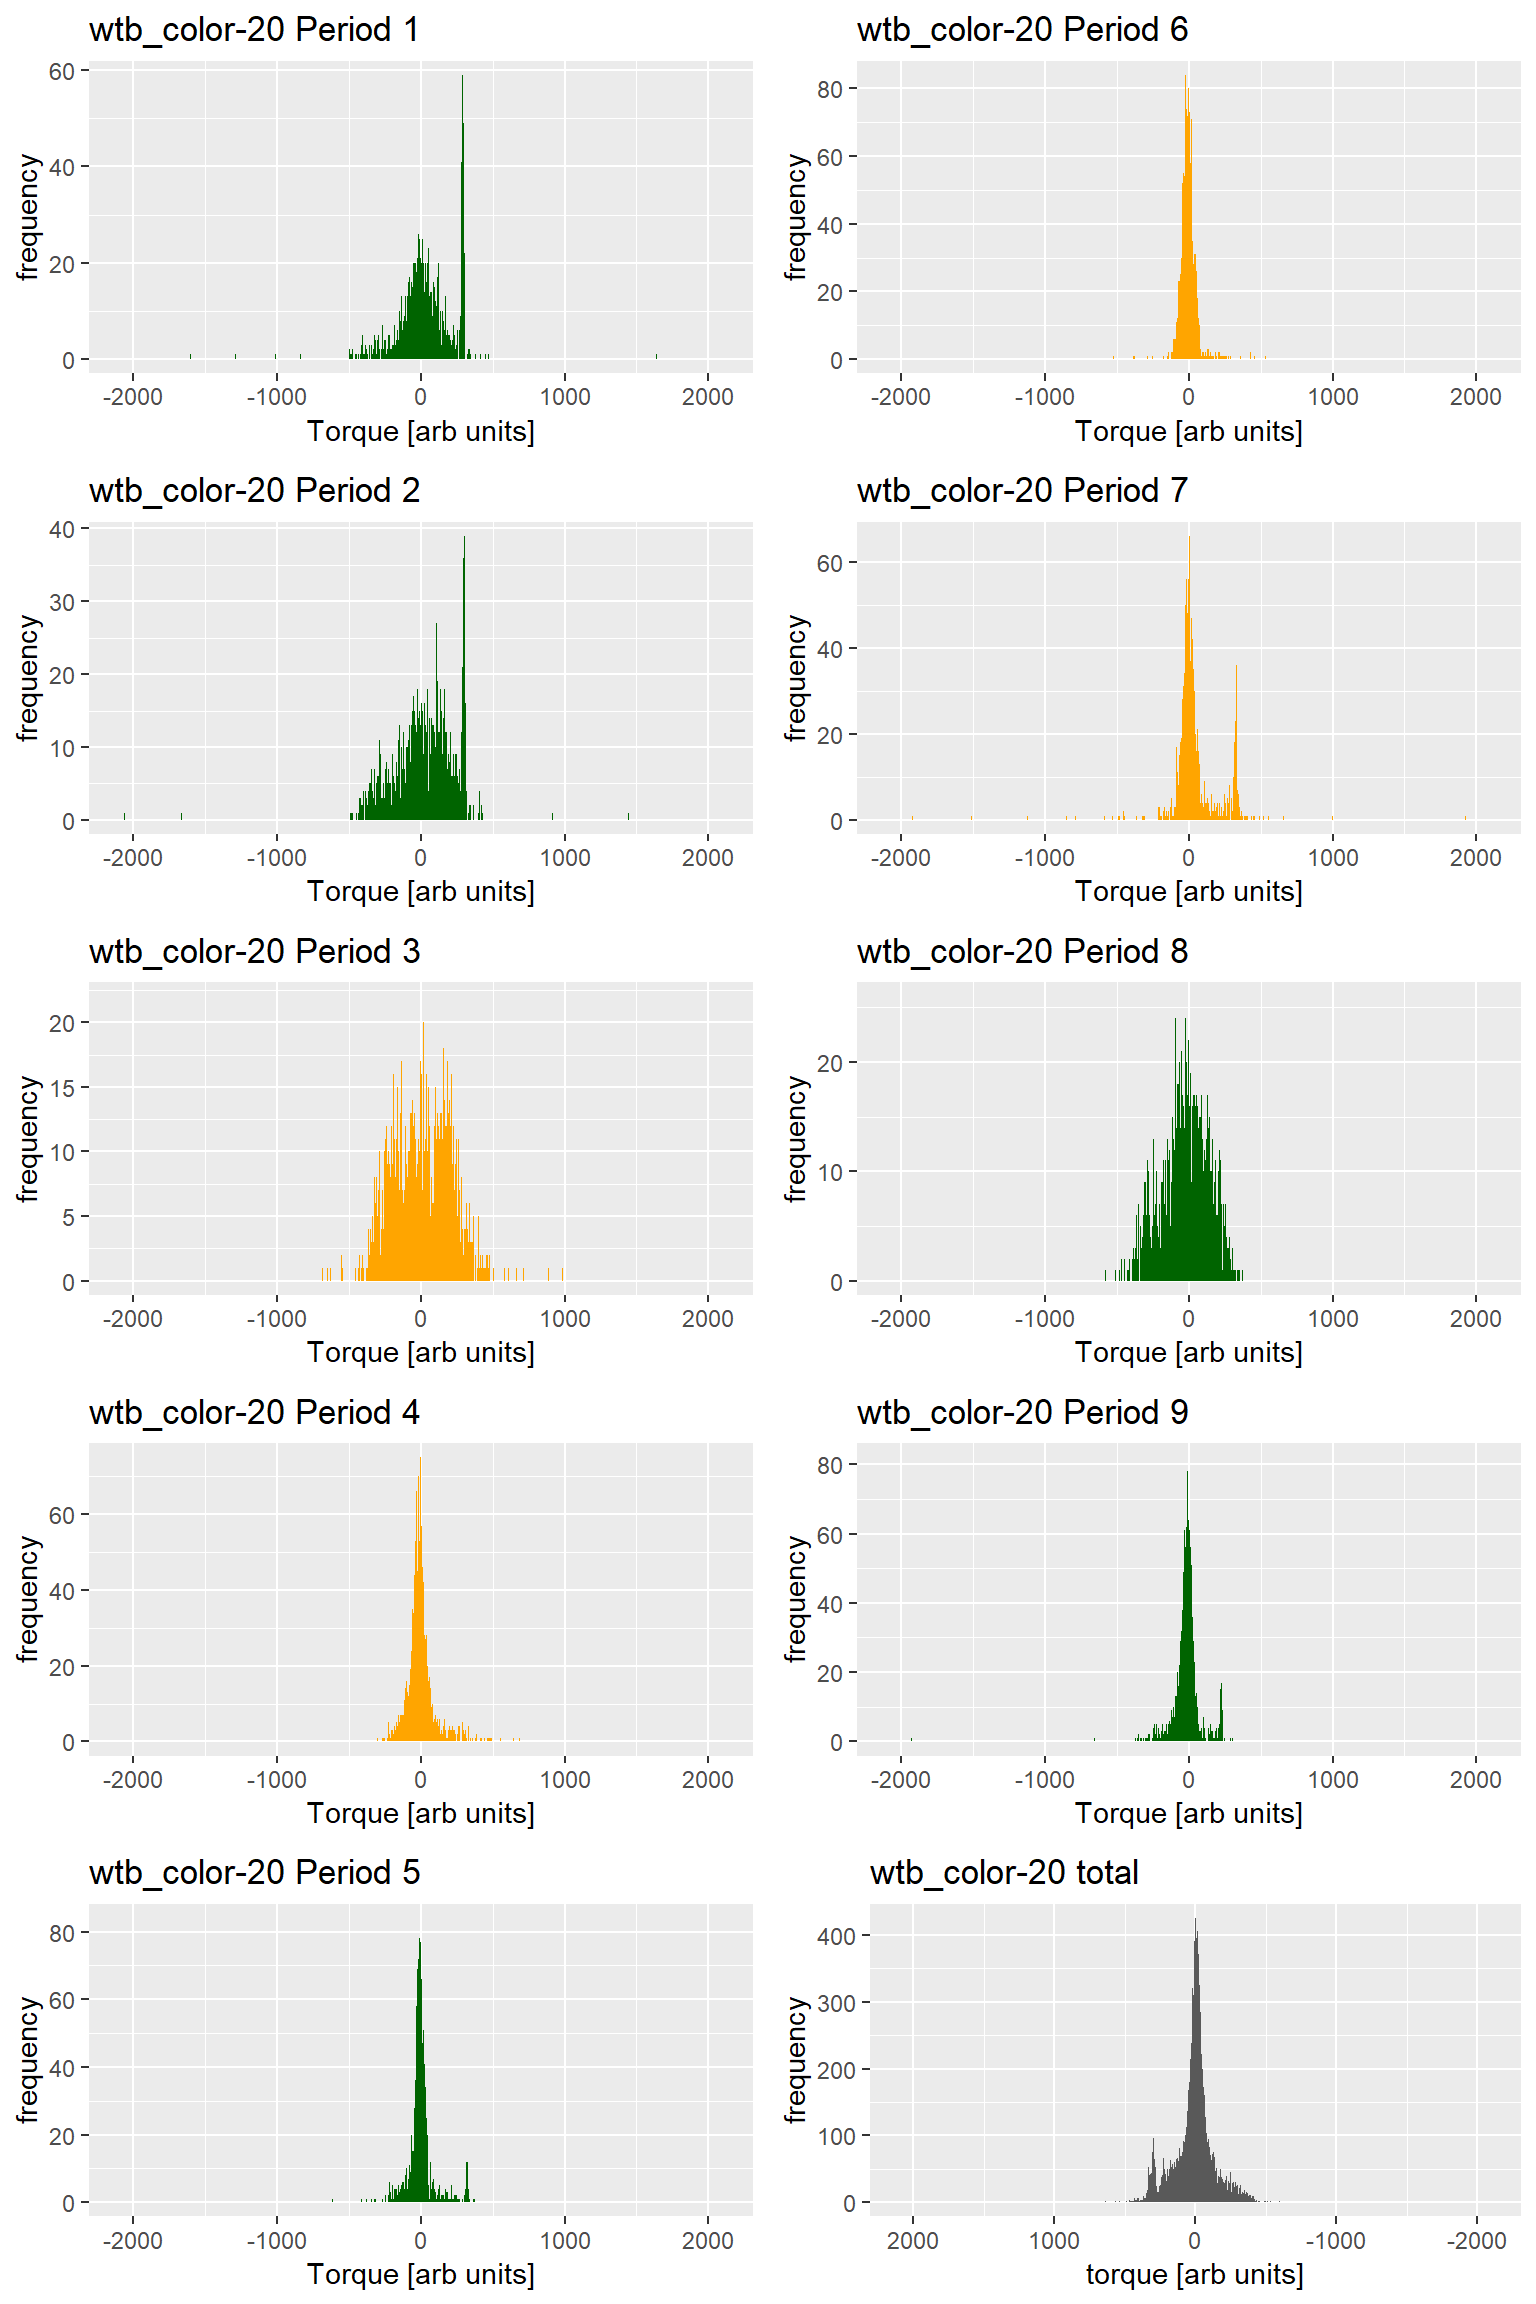 wtb_color-20 Period 1
60
40
20
0
frequency
-2000 -1000 0 1000 2000
Torque [arb units]
wtb_color-20 Period 6
80
60
40
20
0
frequency
-2000 -1000 0 1000 2000
Torque [arb units]
wtb_color-20 Period 2
40
30
20
10
0
frequency
-2000 -1000 0 1000 2000
Torque [arb units]
wtb_color-20 Period 7
60
40
20
0
frequency
-2000 -1000 0 1000 2000
Torque [arb units]
wtb_color-20 Period 3
20
15
10
5
0
frequency
-2000 -1000 0 1000 2000
Torque [arb units]
wtb_color-20 Period 8
20
10
0
frequency
-2000 -1000 0 1000 2000
Torque [arb units]
wtb_color-20 Period 4
60
40
20
0
frequency
-2000 -1000 0 1000 2000
Torque [arb units]
wtb_color-20 Period 9
80
60
40
20
0
frequency
-2000 -1000 0 1000 2000
Torque [arb units]
wtb_color-20 Period 5
80
60
40
20
0
frequency
-2000 -1000 0 1000 2000
Torque [arb units]
wtb_color-20 total
400
300
200
100
0
frequency
2000 1000 0 -1000 -2000
torque [arb units]